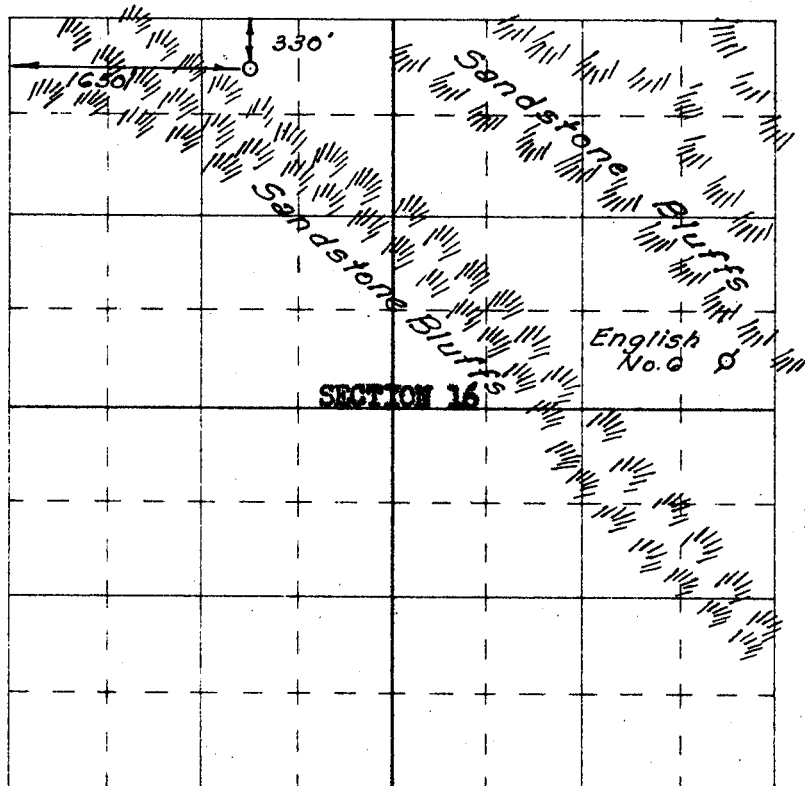 330'
1650'
Sandstone Bluffs
Sandstone Bluffs
English
No. 6
SECTION 16